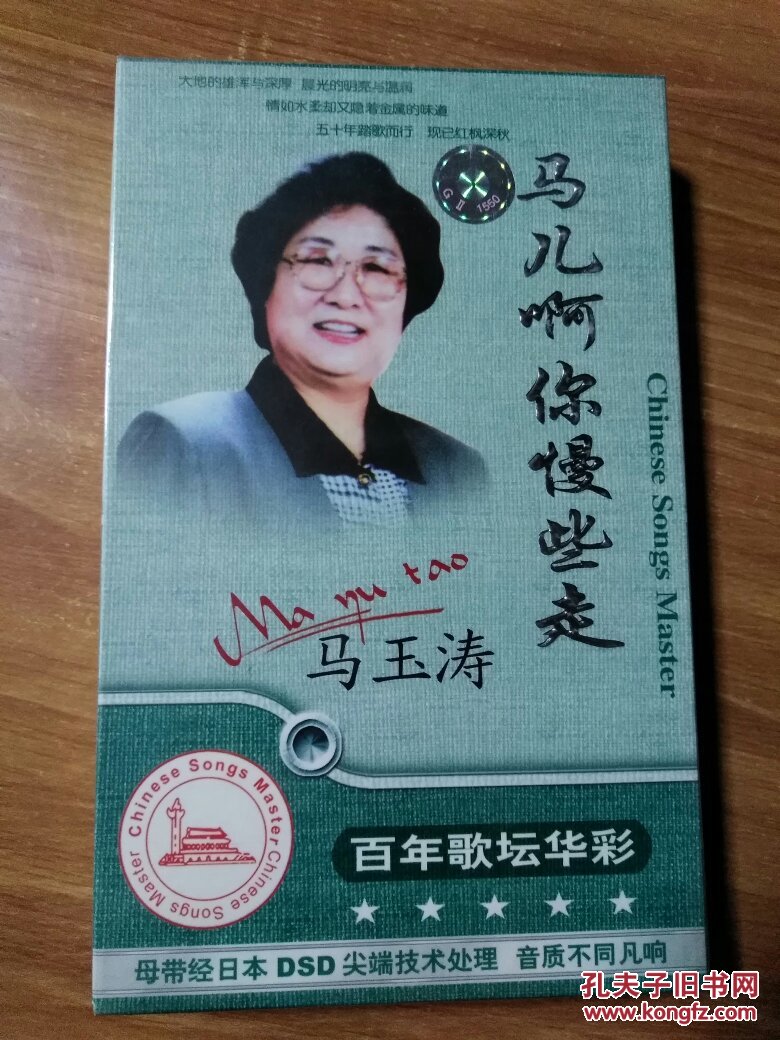 大地的雄浑与深厚 晨光的明亮与温润
情如水柔却又隐着金属的味道
五十年踏歌而行 现已红枫深秋
G II 1550
马儿啊你慢些走
Chinese Songs Master
Ma yu tao
马玉涛
Chinese Songs Master Chinese Songs Master
百年歌坛华彩
母带经日本 DSD 尖端技术处理 音质不同凡响
孔夫子旧书网
www.kongfz.com